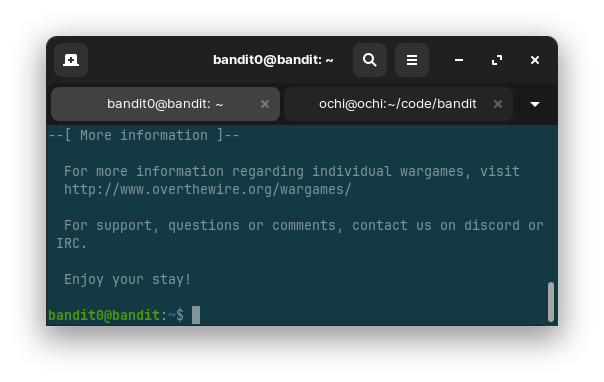 bandit0@bandit: ~
bandit0@bandit: ~
ochi@ochi:~/code/bandit
--[ More information ]--
For more information regarding individual wargames, visit
http://www.overthewire.org/wargames/
For support, questions or comments, contact us on discord or
IRC.
Enjoy your stay!
bandit0@bandit:~$